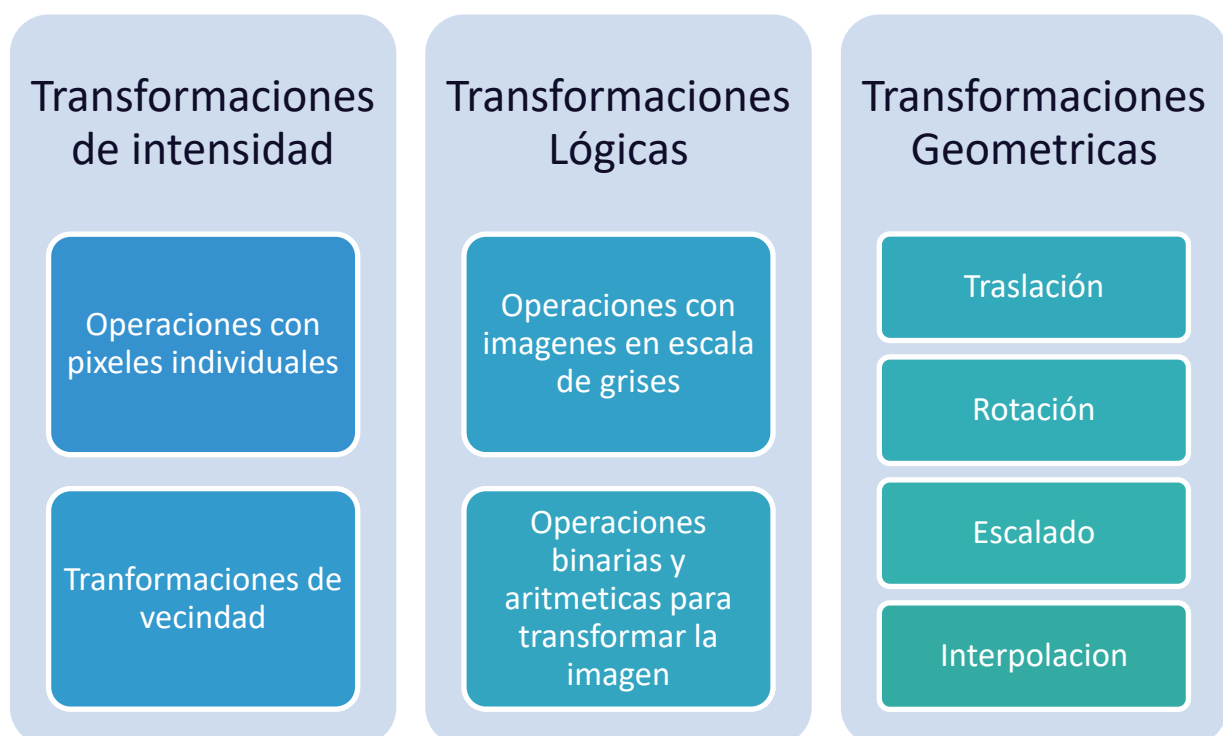 Transformaciones
de intensidad
Operaciones con
pixeles individuales
Tranformaciones de
vecindad
Transformaciones
Lógicas
Operaciones con
imagenes en escala
de grises
Operaciones
binarias y
aritmeticas para
transformar la
imagen
Transformaciones
Geometricas
Traslación
Rotación
Escalado
Interpolacion